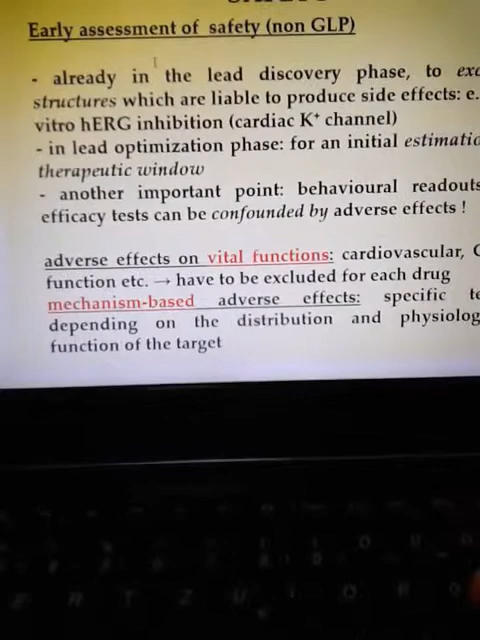 Early assessment of safety (non GLP)
- already in the lead discovery phase, to exc
structures which are liable to produce side effects: e.
vitro hERG inhibition (cardiac K⁺ channel)
- in lead optimization phase: for an initial estimatio
therapeutic window
- another important point: behavioural readouts
efficacy tests can be confounded by adverse effects !
adverse effects on vital functions: cardiovascular, C
function etc. → have to be excluded for each drug
mechanism-based adverse effects: specific te
depending on the distribution and physiolog
function of the target